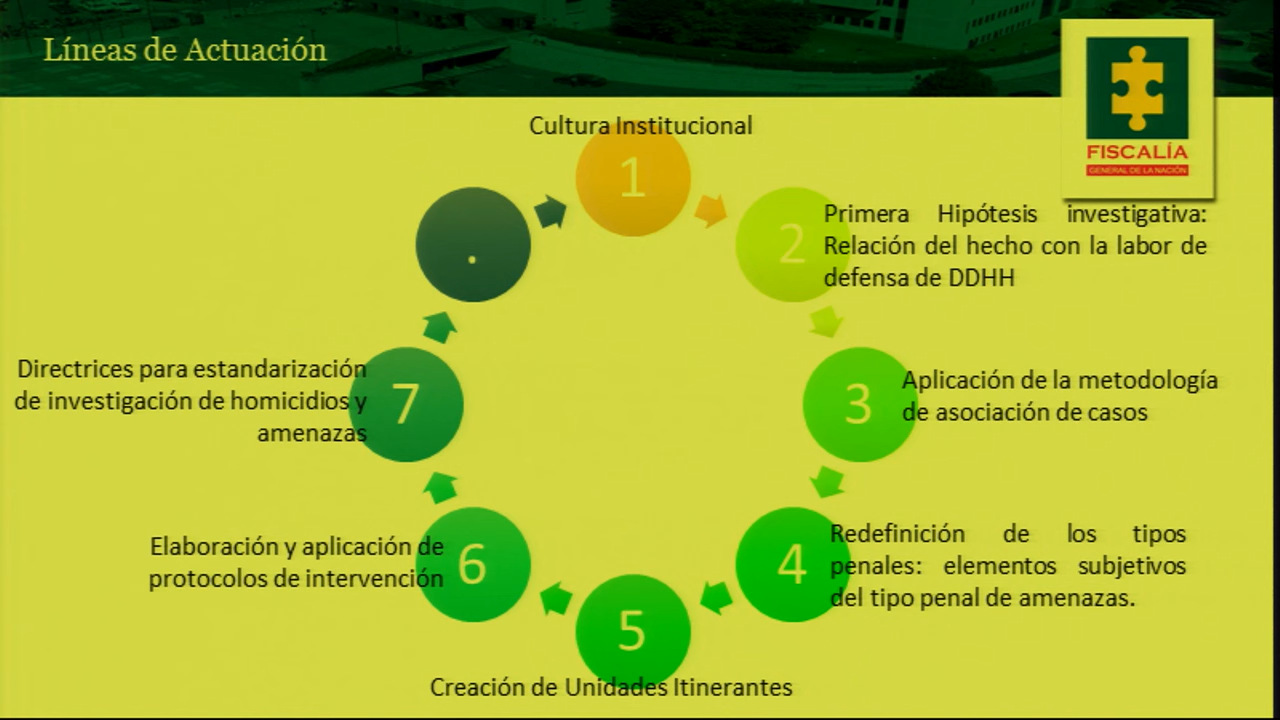 Líneas de Actuación
FISCALÍA
GENERAL DE LA NACIÓN
Cultura Institucional
1
2
Primera Hipótesis investigativa:
Relación del hecho con la labor de
defensa de DDHH
3
Aplicación de la metodología
de asociación de casos
4
Redefinición de los tipos
penales: elementos subjetivos
del tipo penal de amenazas.
5
Creación de Unidades Itinerantes
6
Elaboración y aplicación de
protocolos de intervención
7
Directrices para estandarización
de investigación de homicidios y
amenazas
.